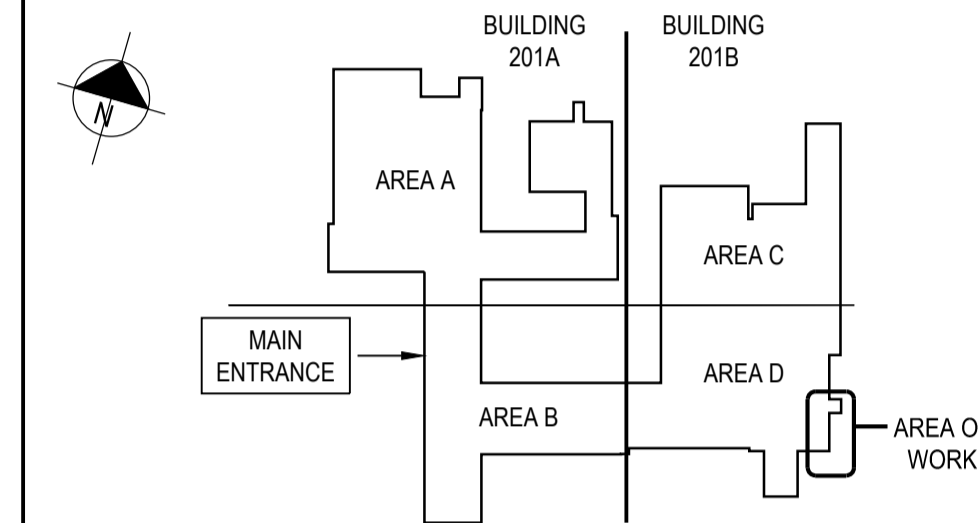 BUILDING
201A
BUILDING
201B
N
AREA A
AREA C
MAIN
ENTRANCE
AREA D
AREA B
AREA O
WORK